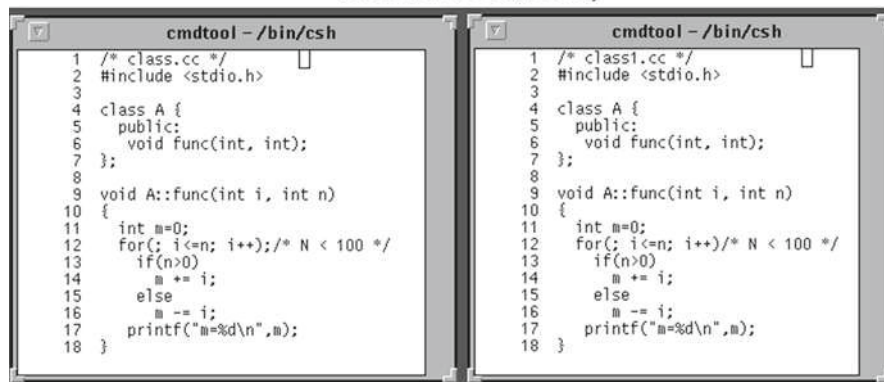 cmdtool – /bin/csh
1 /* class.cc */
2 #include <stdio.h>
3
4 class A {
5 public:
6 void func(int, int);
7 };
8
9 void A::func(int i, int n)
10 {
11 int m=0;
12 for(; i<=n; i++);/* N < 100 */
13 if(n>0)
14 m += i;
15 else
16 m -= i;
17 printf("m=%d\n",m);
18 }
cmdtool – /bin/csh
1 /* class1.cc */
2 #include <stdio.h>
3
4 class A {
5 public:
6 void func(int, int);
7 };
8
9 void A::func(int i, int n)
10 {
11 int m=0;
12 for(; i<=n; i++)/* N < 100 */
13 if(n>0)
14 m += i;
15 else
16 m -= i;
17 printf("m=%d\n",m);
18 }